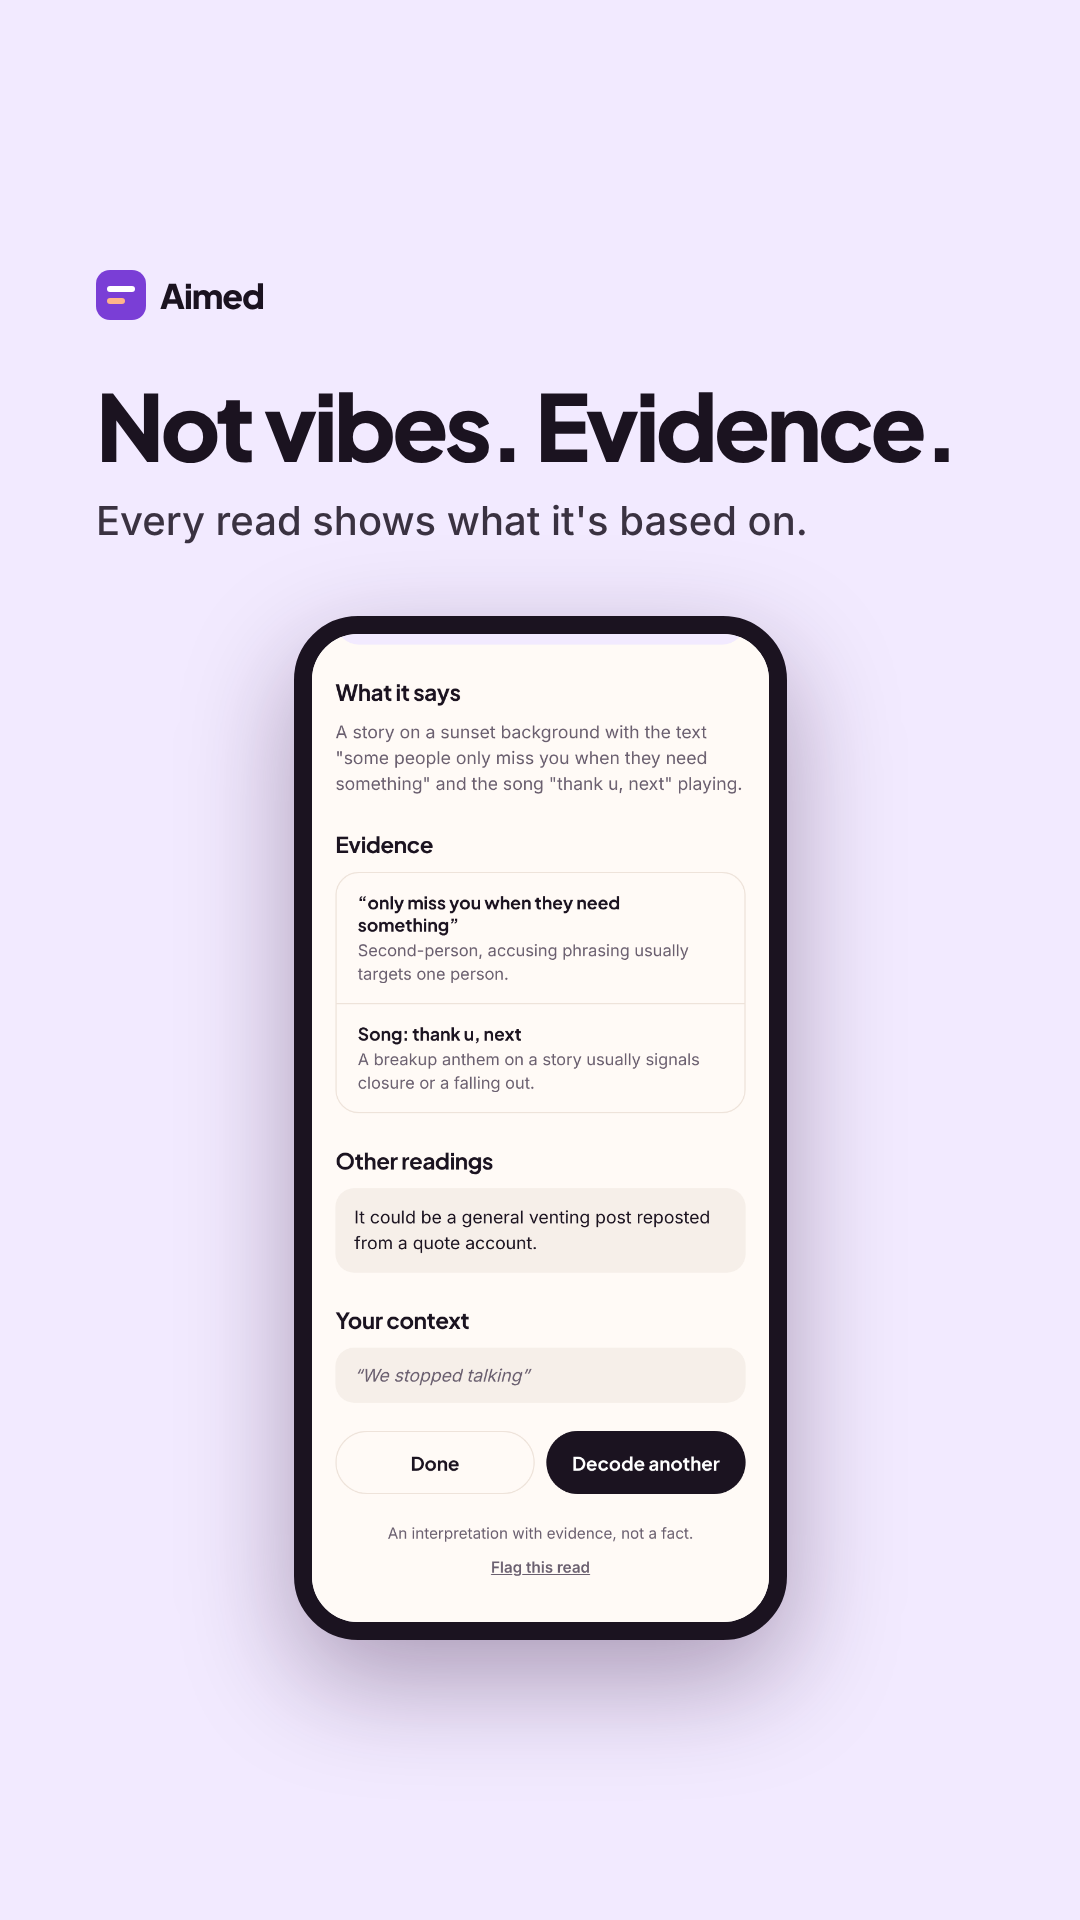 Aimed
Not vibes. Evidence.
Every read shows what it's based on.
What it says
A story on a sunset background with the text
"some people only miss you when they need
something" and the song "thank u, next" playing.
Evidence
“only miss you when they need
something”
Second-person, accusing phrasing usually
targets one person.
Song: thank u, next
A breakup anthem on a story usually signals
closure or a falling out.
Other readings
It could be a general venting post reposted
from a quote account.
Your context
“We stopped talking”
Done
Decode another
An interpretation with evidence, not a fact.
Flag this read